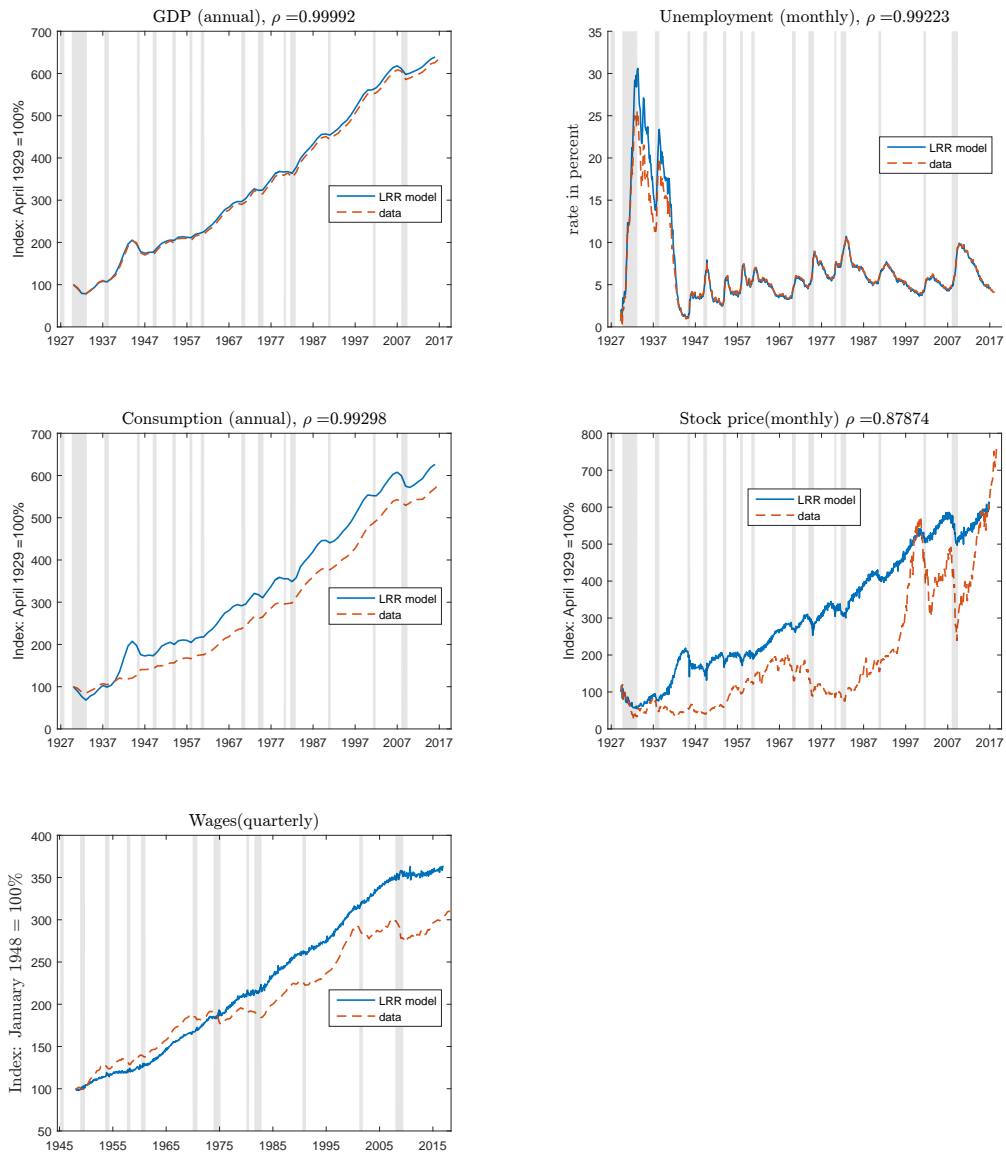 GDP (annual), ρ =0.99992
Index: April 1929 =100%
700
600
500
400
300
200
100
0
LRR model
data
1927 1937 1947 1957 1967 1977 1987 1997 2007 2017
Unemployment (monthly), ρ =0.99223
rate in percent
35
30
25
20
15
10
5
0
LRR model
data
1927 1937 1947 1957 1967 1977 1987 1997 2007 2017
Consumption (annual), ρ =0.99298
Index: April 1929 =100%
700
600
500
400
300
200
100
0
LRR model
data
1927 1937 1947 1957 1967 1977 1987 1997 2007 2017
Stock price(monthly) ρ =0.87874
Index: April 1929 =100%
800
700
600
500
400
300
200
100
0
LRR model
data
1927 1937 1947 1957 1967 1977 1987 1997 2007 2017
Wages(quarterly)
Index: January 1948 = 100%
400
350
300
250
200
150
100
50
LRR model
data
1945 1955 1965 1975 1985 1995 2005 2015